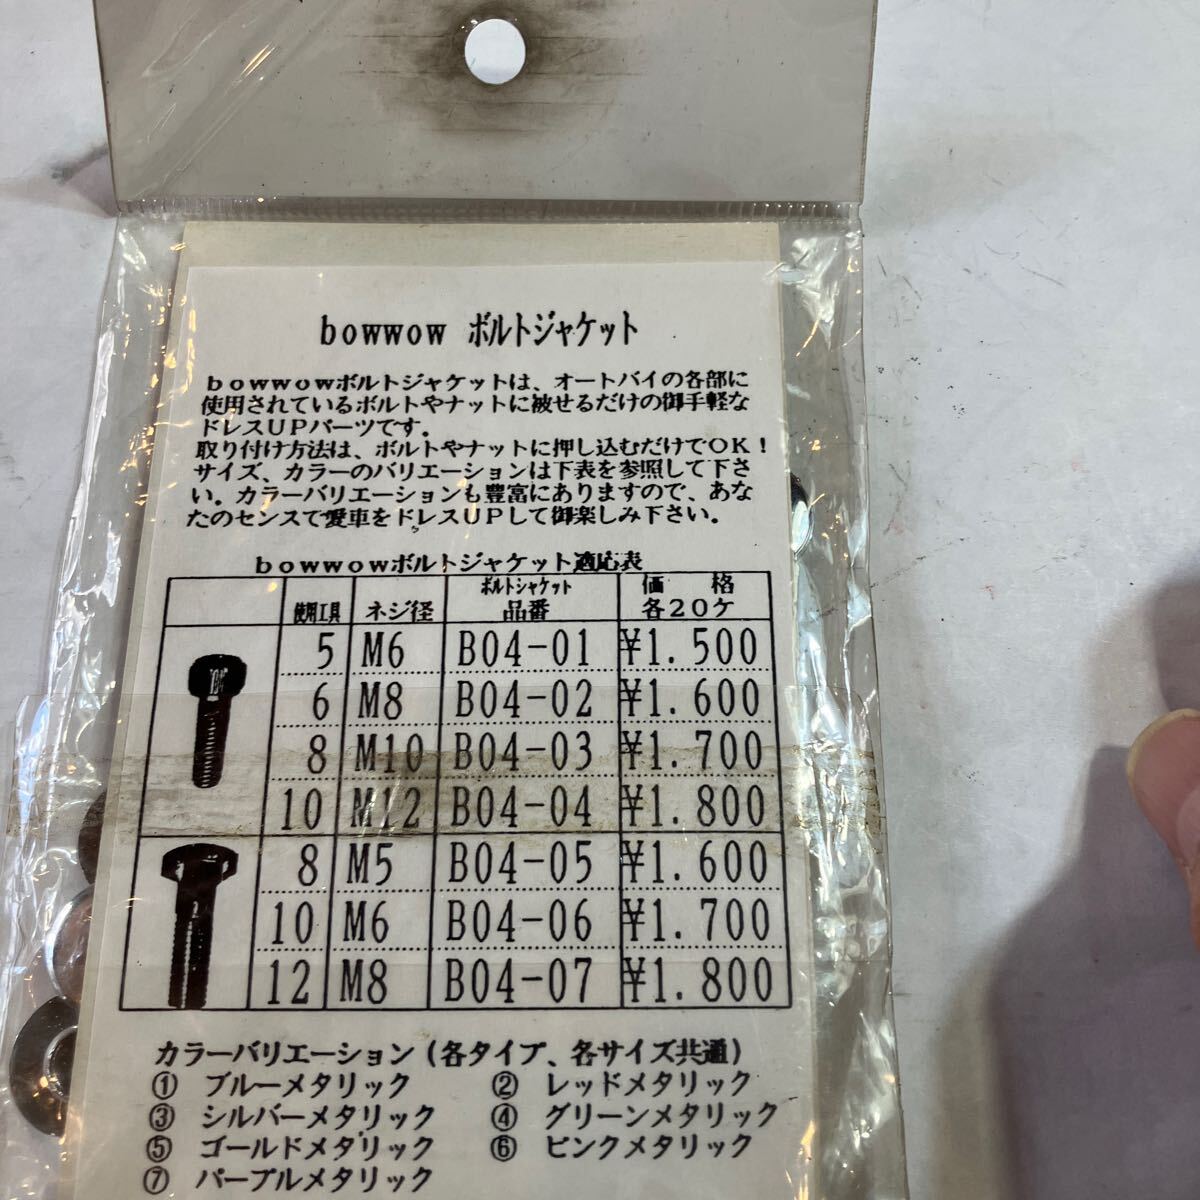 bowwow ボルトジャケット
bowwowボルトジャケットは、オートバイの各部に
使用されているボルトやナットに被せるだけの御手軽な
ドレスUPパーツです。
取り付け方法は、ボルトやナットに押し込むだけでOK!
サイズ、カラーのバリエーションは下表を参照して下さ
い。カラーバリエーションも豊富にありますので、あな
たのセンスで愛車をドレスUPして御楽しみ下さい。
bowwowボルトジャケット適応表
使用工具 ネジ径 ボルトジャケット品番 価格各20ケ
5 M6 B04-01 ¥1.500
6 M8 B04-02 ¥1.600
8 M10 B04-03 ¥1.700
10 M12 B04-04 ¥1.800
8 M5 B04-05 ¥1.600
10 M6 B04-06 ¥1.700
12 M8 B04-07 ¥1.800
カラーバリエーション(各タイプ、各サイズ共通)
① ブルーメタリック ② レッドメタリック
③ シルバーメタリック ④ グリーンメタリック
⑤ ゴールドメタリック ⑥ ピンクメタリック
⑦ パープルメタリック